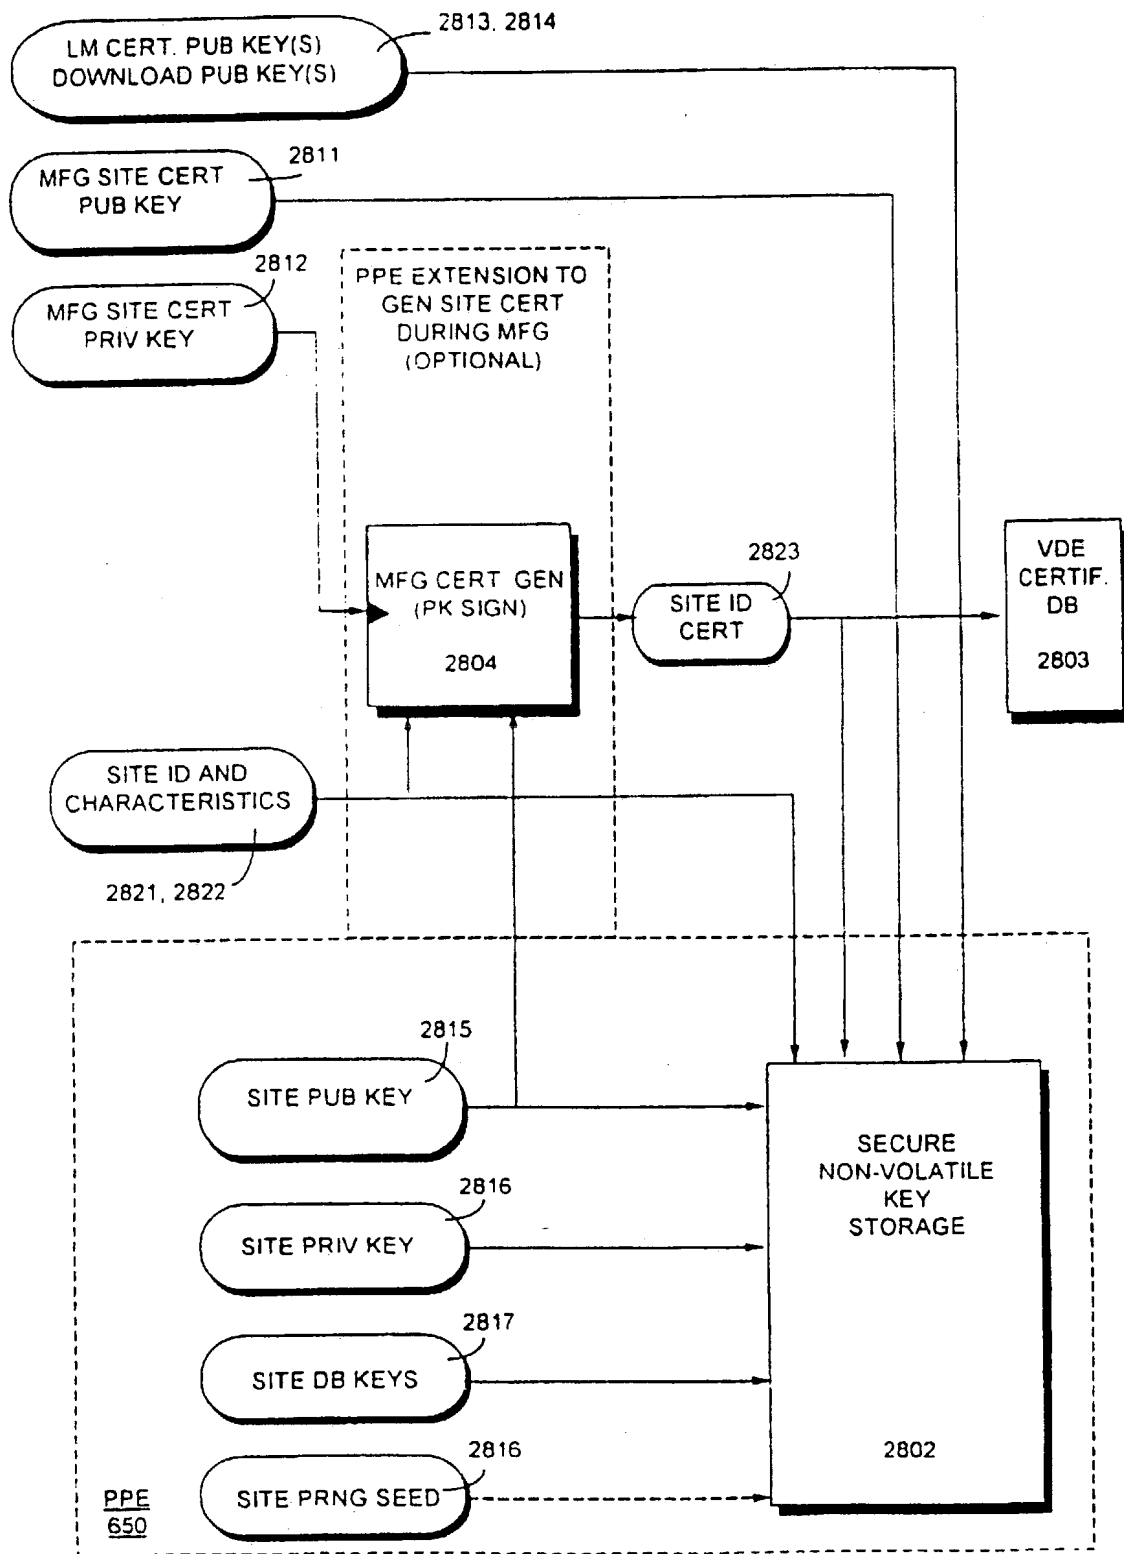 2813, 2814
LM CERT. PUB KEY(S)
DOWNLOAD PUB KEY(S)
2811
MFG SITE CERT
PUB KEY
2812
MFG SITE CERT
PRIV KEY
PPE EXTENSION TO
GEN SITE CERT
DURING MFG
(OPTIONAL)
MFG CERT GEN
(PK SIGN)
2804
2823
SITE ID
CERT
VDE
CERTIF.
DB
2803
SITE ID AND
CHARACTERISTICS
2821, 2822
2815
SITE PUB KEY
2816
SITE PRIV KEY
2817
SITE DB KEYS
2816
SITE PRNG SEED
SECURE
NON-VOLATILE
KEY
STORAGE
2802
PPE
650